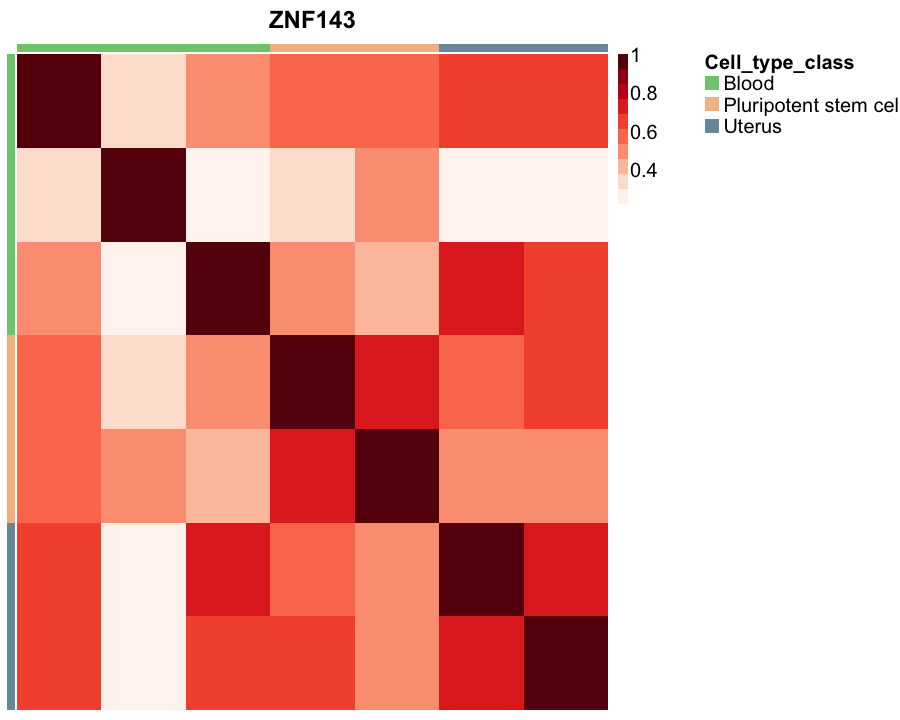 ZNF143
1
0.8
0.6
0.4
Cell_type_class
Blood
Pluripotent stem cel
Uterus